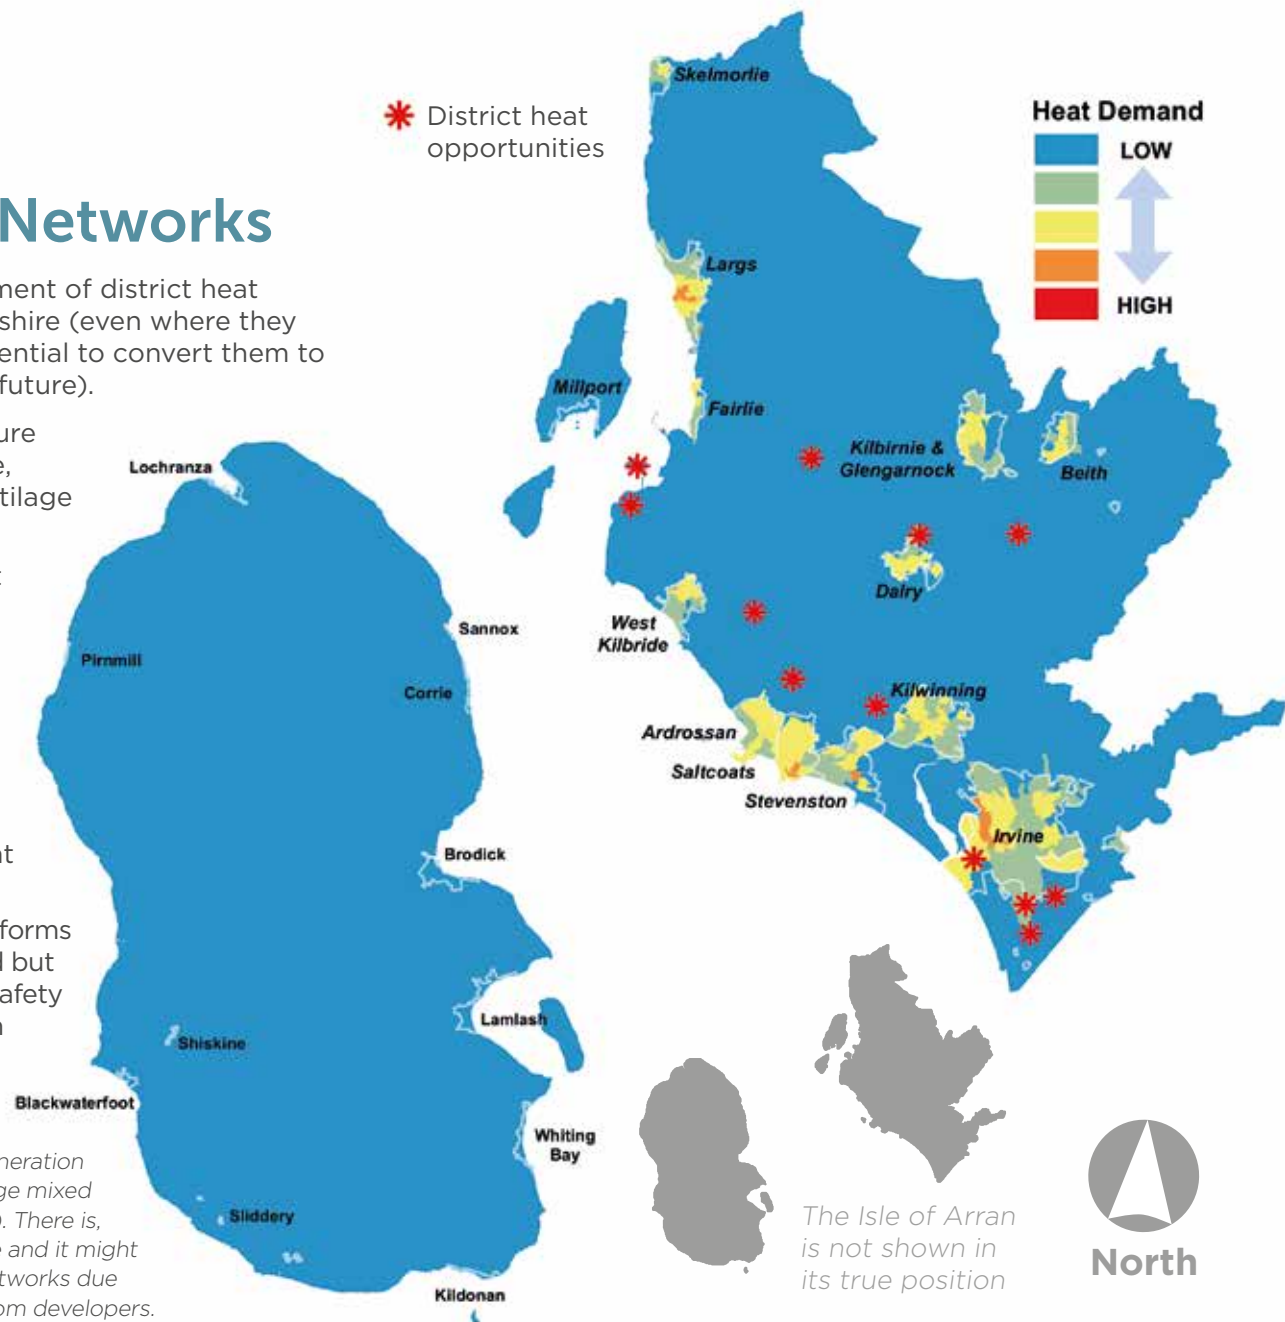 Networks
ment of district heat
shire (even where they
ential to convert them to
future).
ure
e,
tilage
t
at
forms
d but
afety
n
neration
ge mixed
). There is,
e and it might
tworks due
om developers.
District heat
opportunities
Heat Demand
LOW
HIGH
Skelmorlie
Largs
Millport
Fairlie
Kilbirnie &
Glengarnock
Beith
Dalry
West
Kilbride
Kilwinning
Ardrossan
Saltcoats
Stevenston
Irvine
Lochranza
Sannox
Pirnmill
Corrie
Brodick
Lamlash
Shiskine
Blackwaterfoot
Whiting
Bay
Sliddery
Kildonan
The Isle of Arran
is not shown in
its true position
North